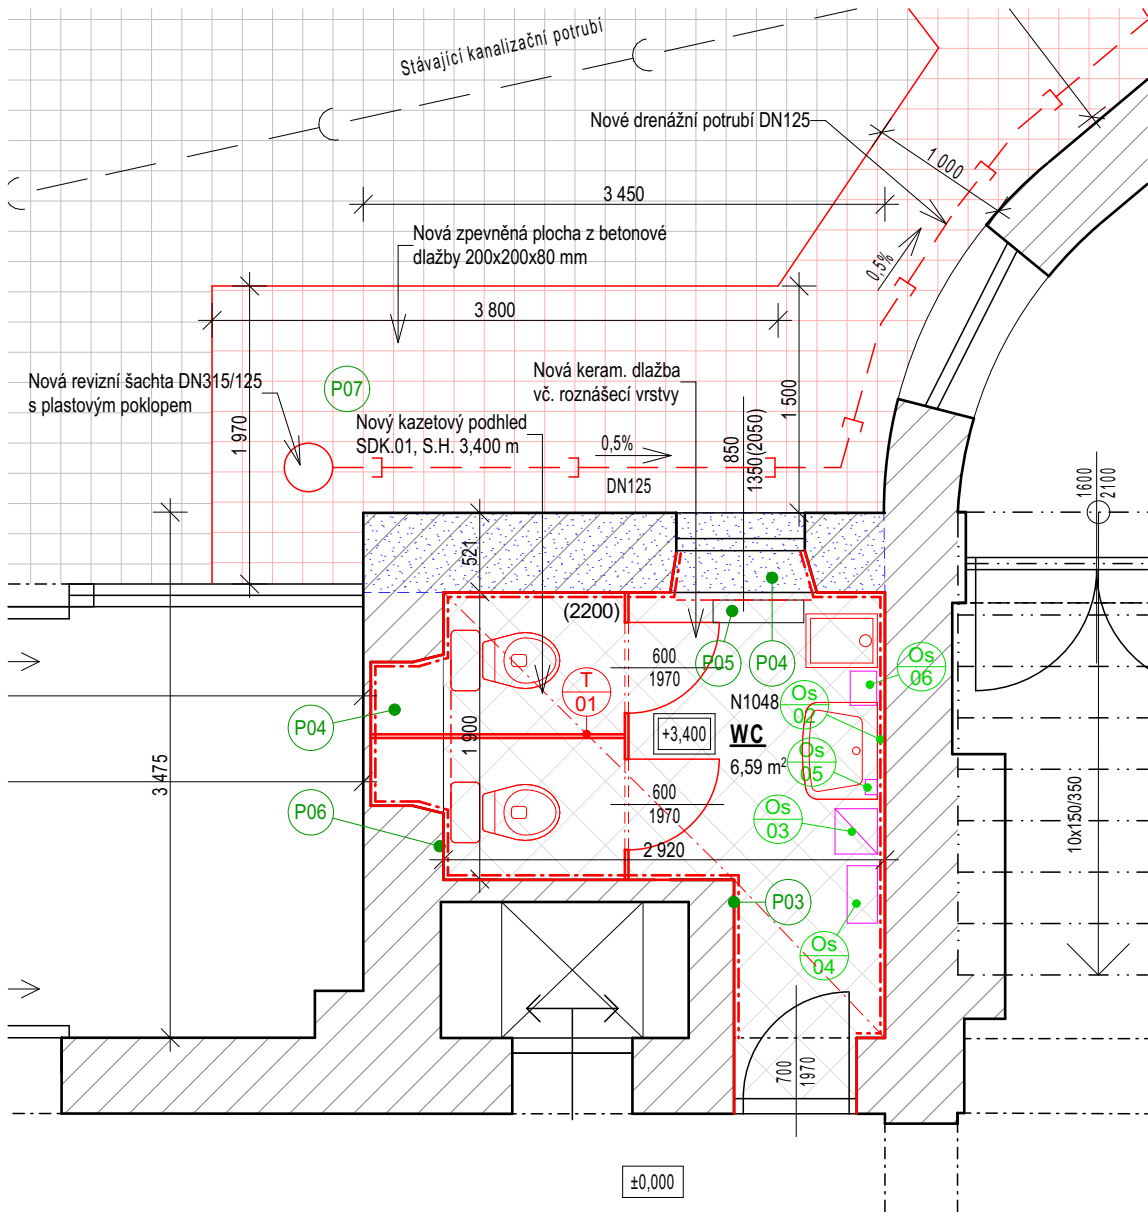 Stávající kanalizační potrubí
Nové drenážní potrubí DN125
1 000
3 450
Nová zpevněná plocha z betonové
dlažby 200x200x80 mm
0,5%
3 800
Nová revizní šachta DN315/125
s plastovým poklopem
P07
Nová keram. dlažba
vč. roznášecí vrstvy
1 500
1 970
Nový kazetový podhled
SDK.01, S.H. 3,400 m
0,5%
DN125
850
1350(2050)
1600
2100
521
(2200)
600
1970
P05
P04
Os
06
T
01
N1048
Os
02
P04
1 900
+3,400
WC
6,59 m²
Os
05
3 475
P06
600
1970
Os
03
10x150/350
2 920
P03
Os
04
700
1970
±0,000